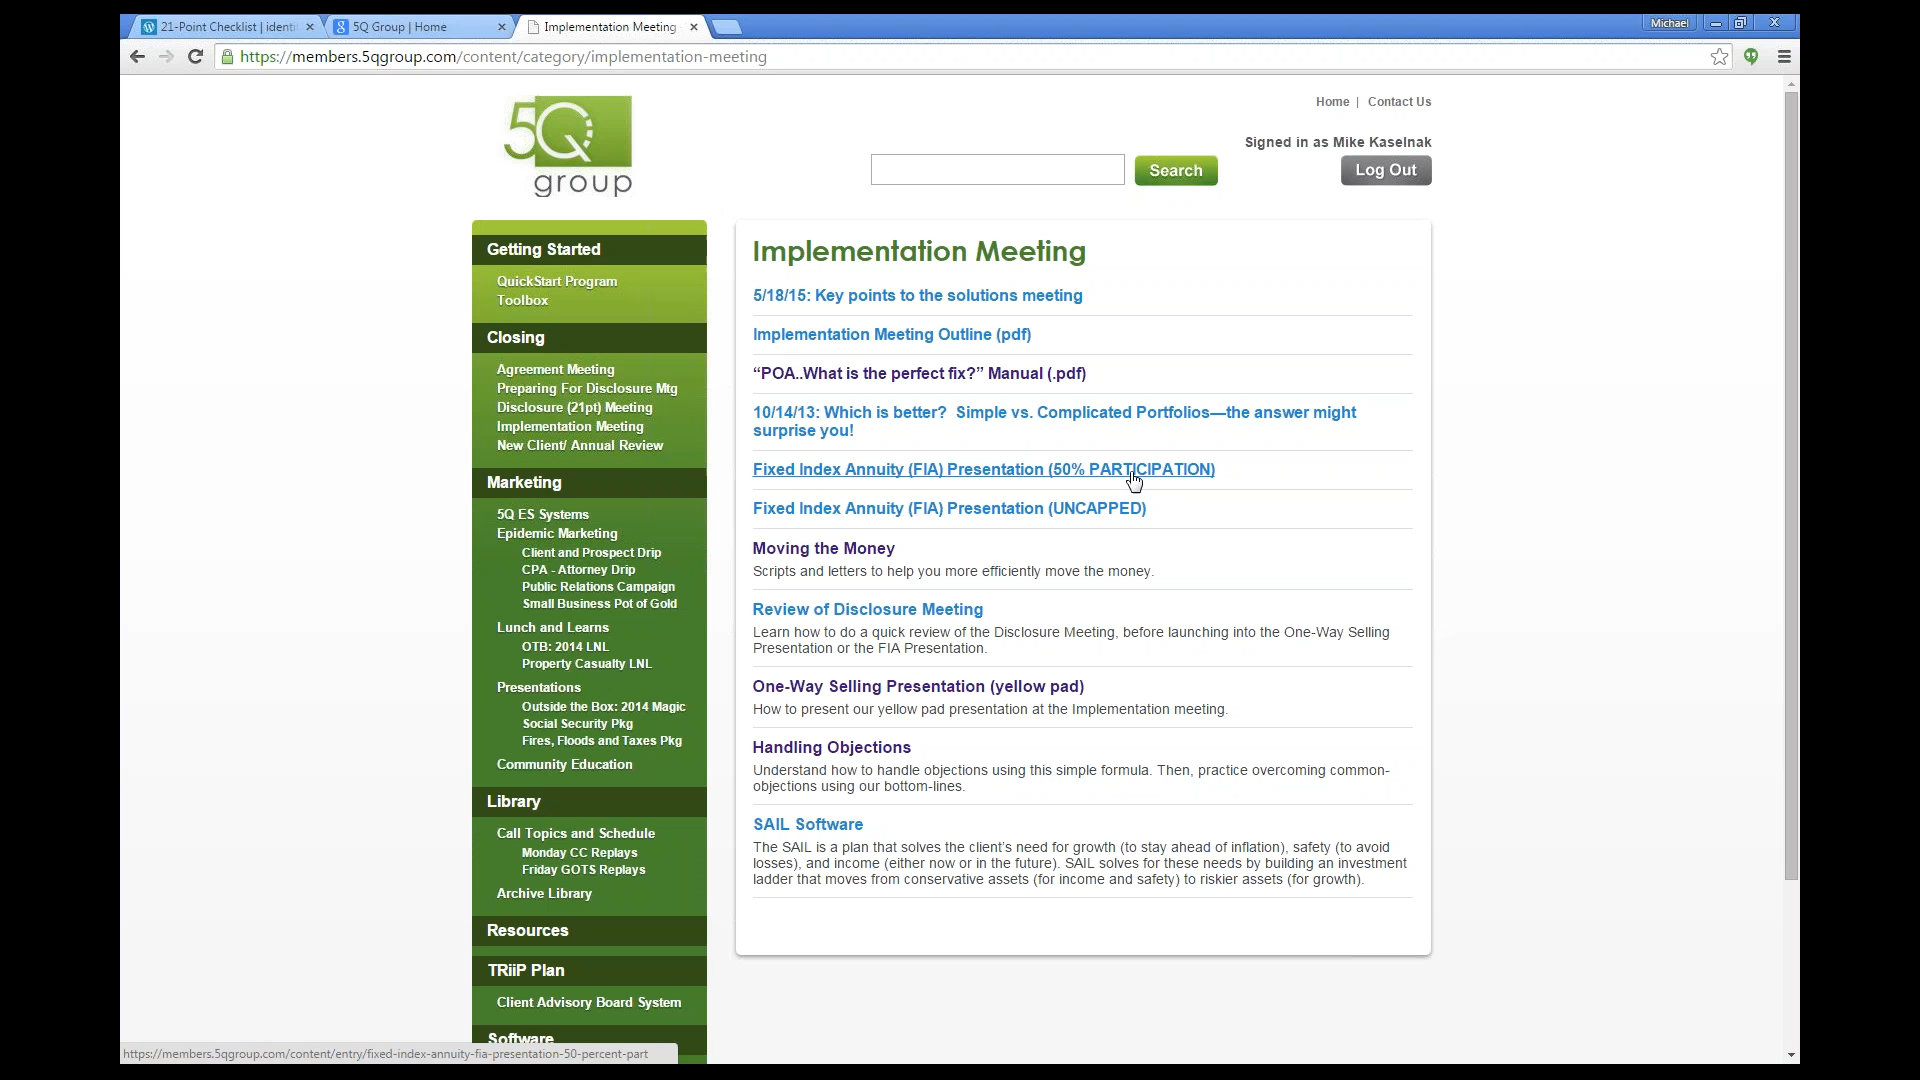 21-Point Checklist | identi
5Q Group | Home
Implementation Meeting
Michael
https://members.5qgroup.com/content/category/implementation-meeting
5Q
group
Home | Contact Us
Signed in as Mike Kaselnak
Search
Log Out
Getting Started
QuickStart Program
Toolbox
Closing
Agreement Meeting
Preparing For Disclosure Mtg
Disclosure (21pt) Meeting
Implementation Meeting
New Client/ Annual Review
Marketing
5Q ES Systems
Epidemic Marketing
Client and Prospect Drip
CPA - Attorney Drip
Public Relations Campaign
Small Business Pot of Gold
Lunch and Learns
OTB: 2014 LNL
Property Casualty LNL
Presentations
Outside the Box: 2014 Magic
Social Security Pkg
Fires, Floods and Taxes Pkg
Community Education
Library
Call Topics and Schedule
Monday CC Replays
Friday GOTS Replays
Archive Library
Resources
TRiiP Plan
Client Advisory Board System
Software
Implementation Meeting
5/18/15: Key points to the solutions meeting
Implementation Meeting Outline (pdf)
“POA..What is the perfect fix?” Manual (.pdf)
10/14/13: Which is better? Simple vs. Complicated Portfolios—the answer might
surprise you!
Fixed Index Annuity (FIA) Presentation (50% PARTICIPATION)
Fixed Index Annuity (FIA) Presentation (UNCAPPED)
Moving the Money
Scripts and letters to help you more efficiently move the money.
Review of Disclosure Meeting
Learn how to do a quick review of the Disclosure Meeting, before launching into the One-Way Selling
Presentation or the FIA Presentation.
One-Way Selling Presentation (yellow pad)
How to present our yellow pad presentation at the Implementation meeting.
Handling Objections
Understand how to handle objections using this simple formula. Then, practice overcoming common-
objections using our bottom-lines.
SAIL Software
The SAIL is a plan that solves the client’s need for growth (to stay ahead of inflation), safety (to avoid
losses), and income (either now or in the future). SAIL solves for these needs by building an investment
ladder that moves from conservative assets (for income and safety) to riskier assets (for growth).
https://members.5qgroup.com/content/entry/fixed-index-annuity-fia-presentation-50-percent-part